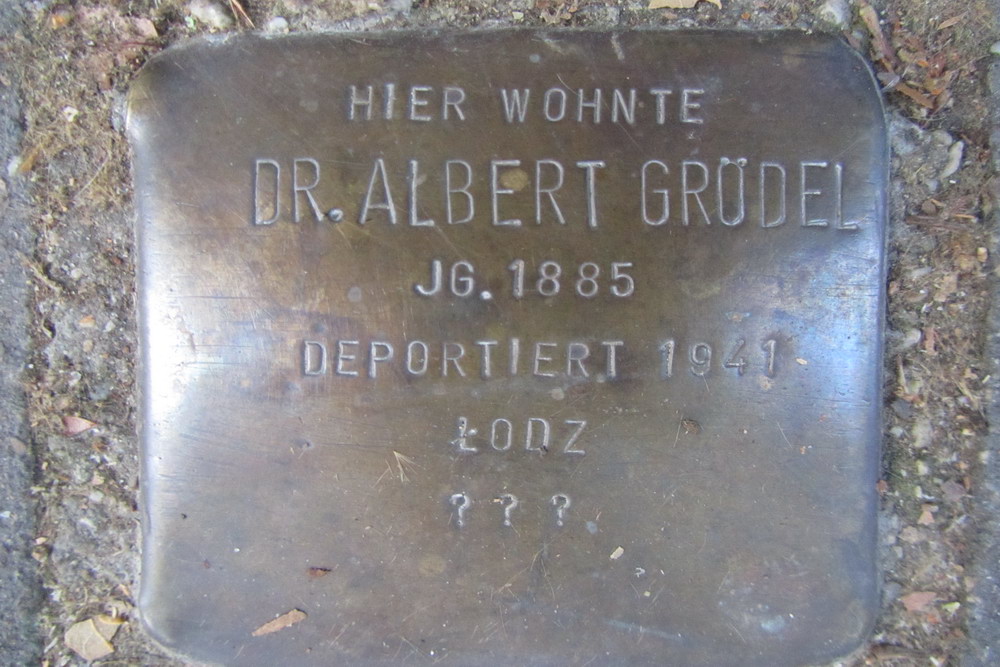 HIER WOHNTE
DR. ALBERT GRÖDEL
JG. 1885
DEPORTIERT 1941
ŁODZ
? ? ?